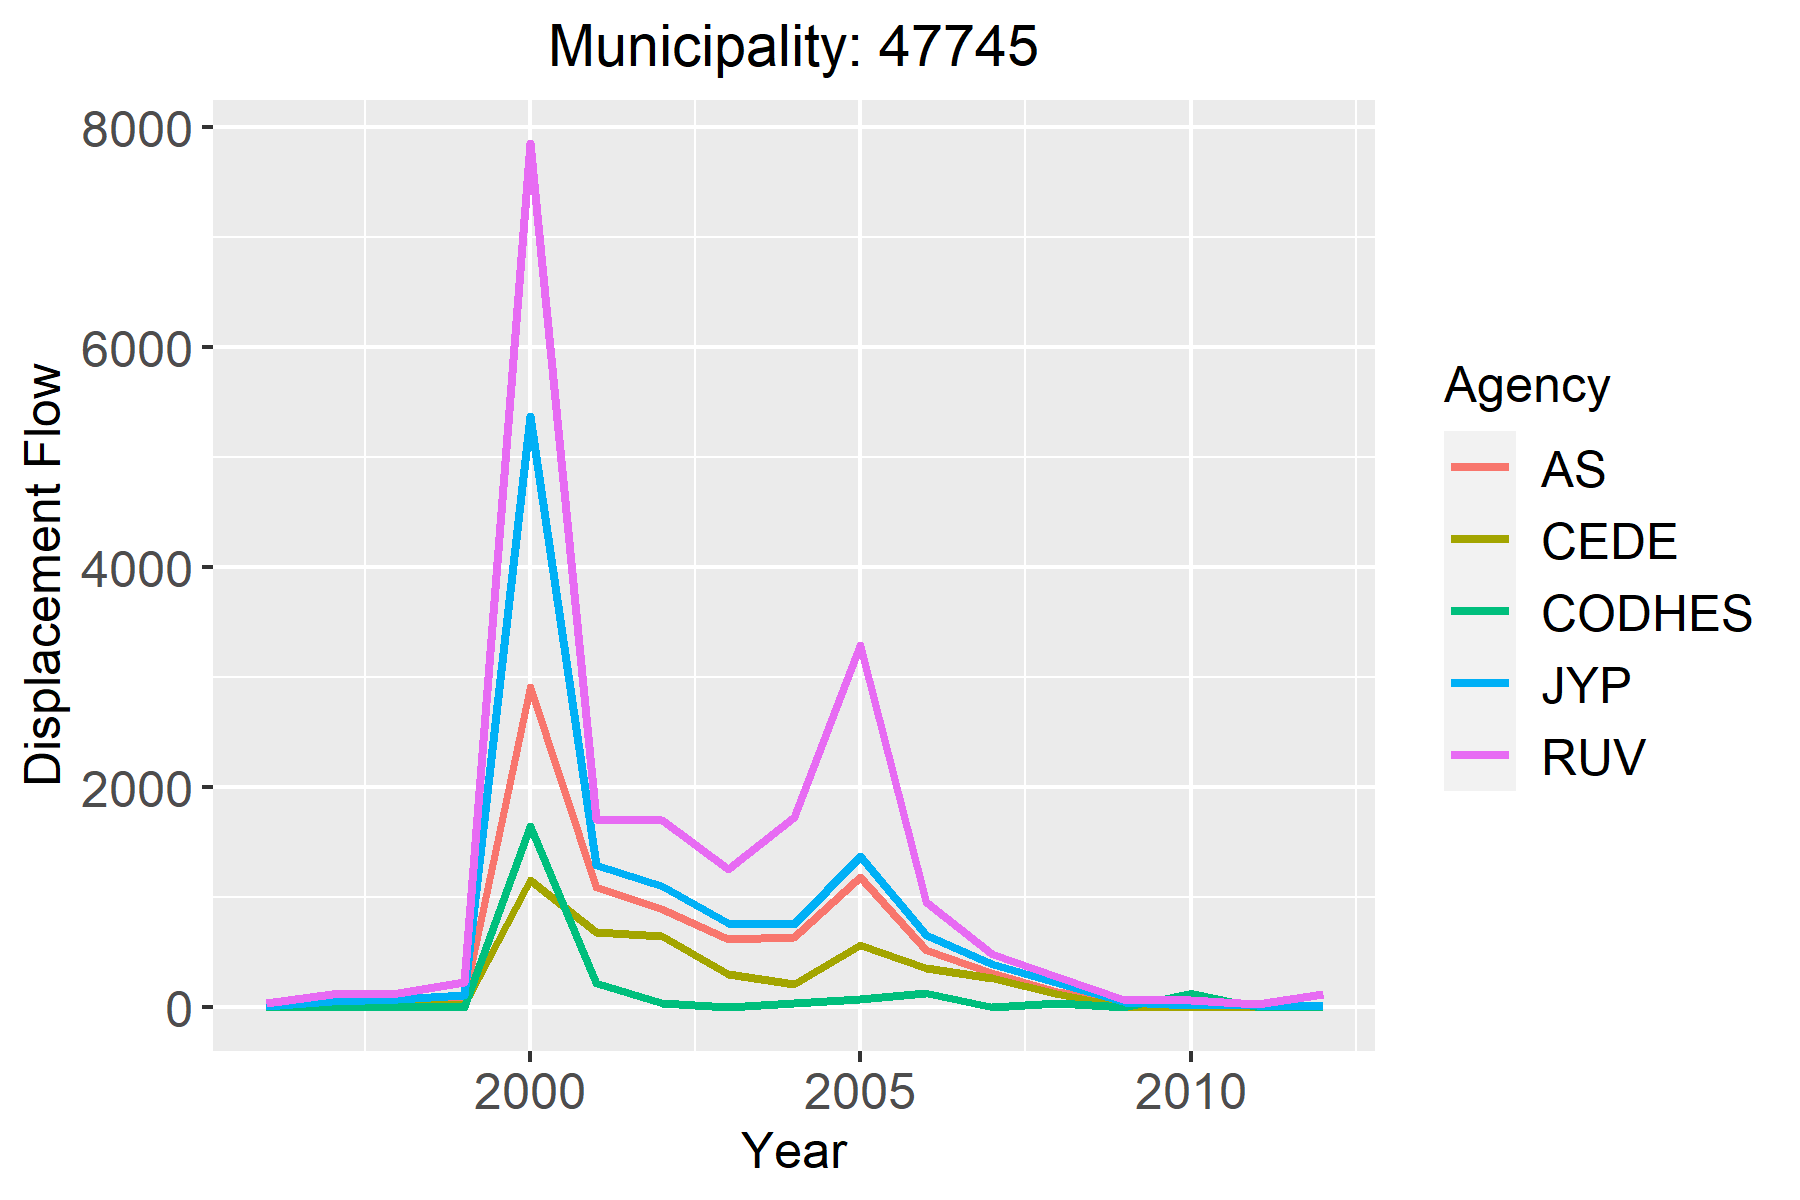 Municipality: 47745
8000
6000
4000
2000
0
Displacement Flow
2000 2005 2010
Year
Agency
AS
CEDE
CODHES
JYP
RUV